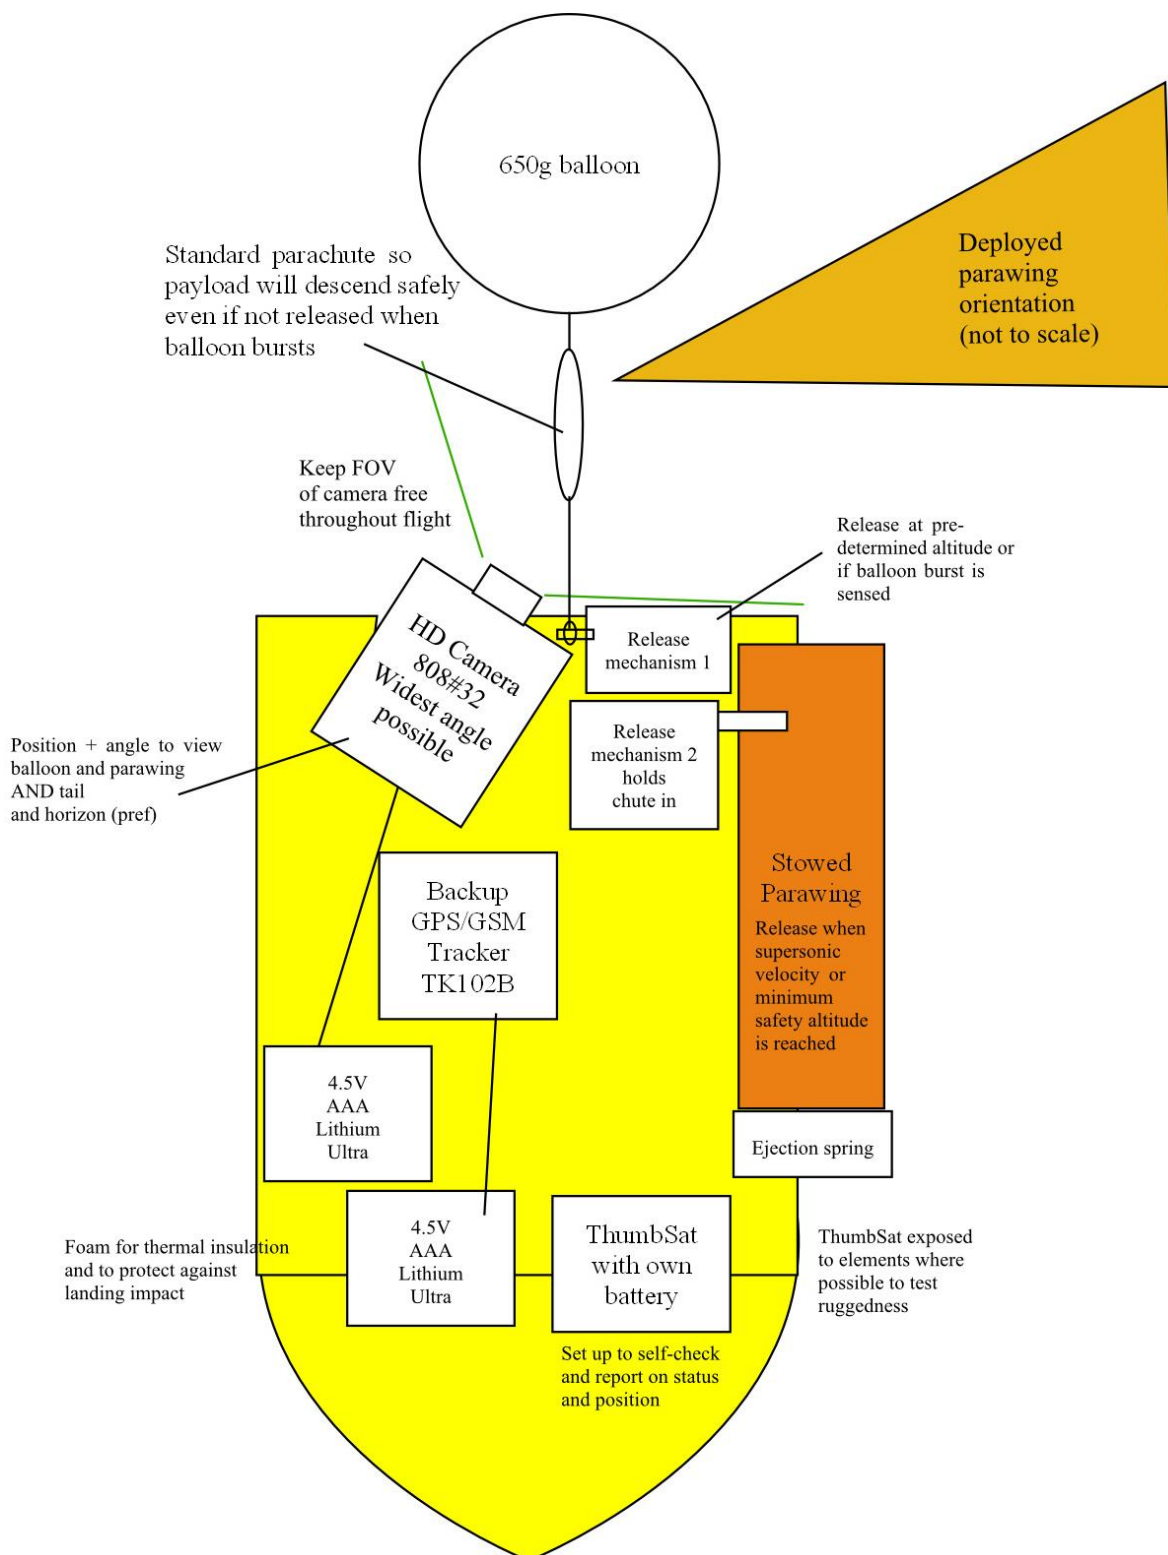 650g balloon
Standard parachute so
payload will descend safely
even if not released when
balloon bursts
Deployed
parawing
orientation
(not to scale)
Keep FOV
of camera free
throughout flight
Release at pre-
determined altitude or
if balloon burst is
sensed
HD Camera
808#32
Widest angle
possible
Release
mechanism 1
Release
mechanism 2
holds
chute in
Position + angle to view
balloon and parawing
AND tail
and horizon (pref)
Stowed
Parawing
Release when
supersonic
velocity or
minimum
safety altitude
is reached
Backup
GPS/GSM
Tracker
TK102B
4.5V
AAA
Lithium
Ultra
Ejection spring
4.5V
AAA
Lithium
Ultra
ThumbSat
with own
battery
Foam for thermal insulation
and to protect against
landing impact
ThumbSat exposed
to elements where
possible to test
ruggedness
Set up to self-check
and report on status
and position